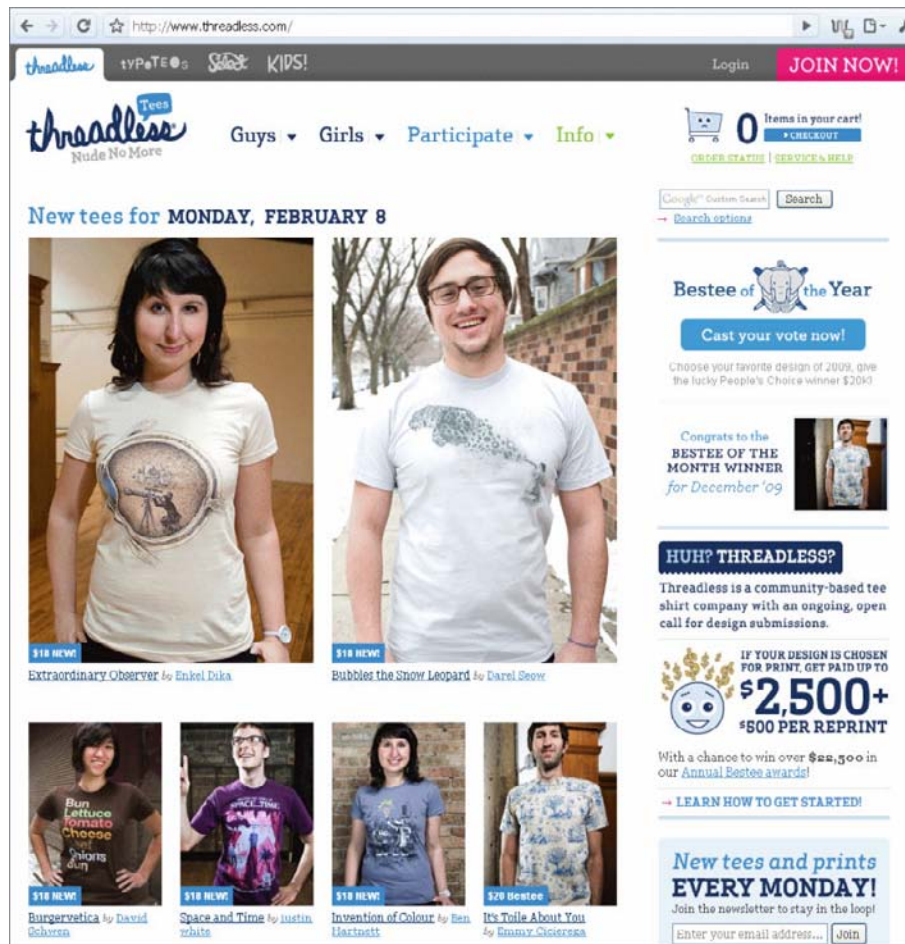 http://www.threadless.com/
threadless tYPeTEes Select KIDS! Login JOIN NOW!
Tees
threadless
Nude No More
Guys Girls Participate Info
0 Items in your cart!
CHECKOUT
ORDER STATUS | SERVICE & HELP
Google™ Custom Search Search
→ Search options
New tees for MONDAY, FEBRUARY 8
Bestee of the Year
Cast your vote now!
Choose your favorite design of 2009, give
the lucky People's Choice winner $20k!
Congrats to the
BESTEE OF THE
MONTH WINNER
for December '09
HUH? THREADLESS?
Threadless is a community-based tee
shirt company with an ongoing, open
call for design submissions.
IF YOUR DESIGN IS CHOSEN
FOR PRINT, GET PAID UP TO
$2,500+
$500 PER REPRINT
With a chance to win over $22,500 in
our Annual Bestee awards!
→ LEARN HOW TO GET STARTED!
New tees and prints
EVERY MONDAY!
Join the newsletter to stay in the loop!
Enter your email address... Join
$18 NEW!
Extraordinary Observer by Enkel Dika
$18 NEW!
Bubbles the Snow Leopard by Darel Seow
Bun
Lettuce
Tomato
Cheese
Onions
Bun
$18 NEW!
Burgervetica by David
Schwen
SPACE TIME
$18 NEW!
Space and Time by justin
white
$18 NEW!
Invention of Colour by Ben
Hartnett
$20 Bestee
It's Toile About You
by Emmy Cicierega